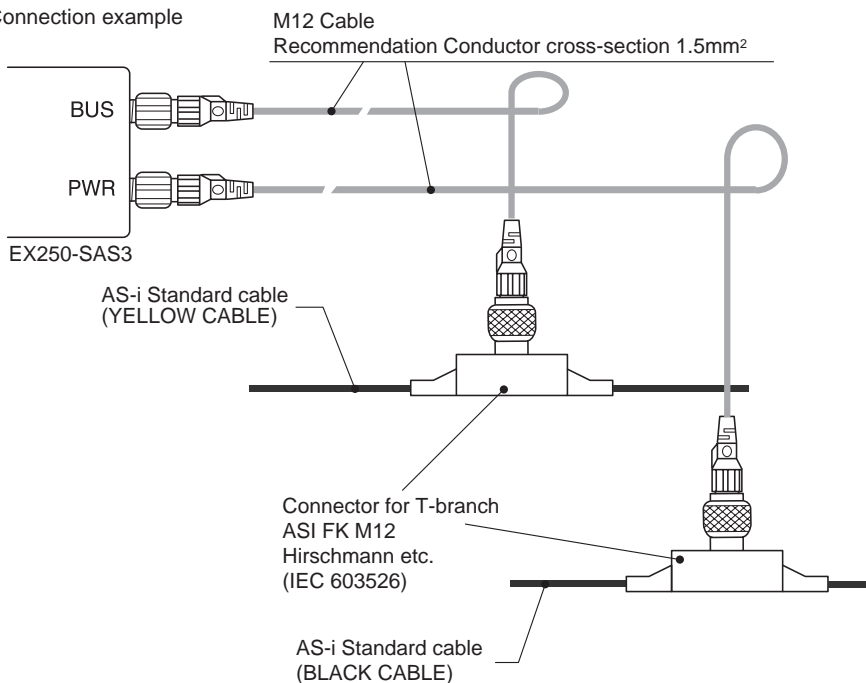 Connection example
M12 Cable
Recommendation Conductor cross-section 1.5mm²
BUS
PWR
EX250-SAS3
AS-i Standard cable
(YELLOW CABLE)
Connector for T-branch
ASI FK M12
Hirschmann etc.
(IEC 603526)
AS-i Standard cable
(BLACK CABLE)